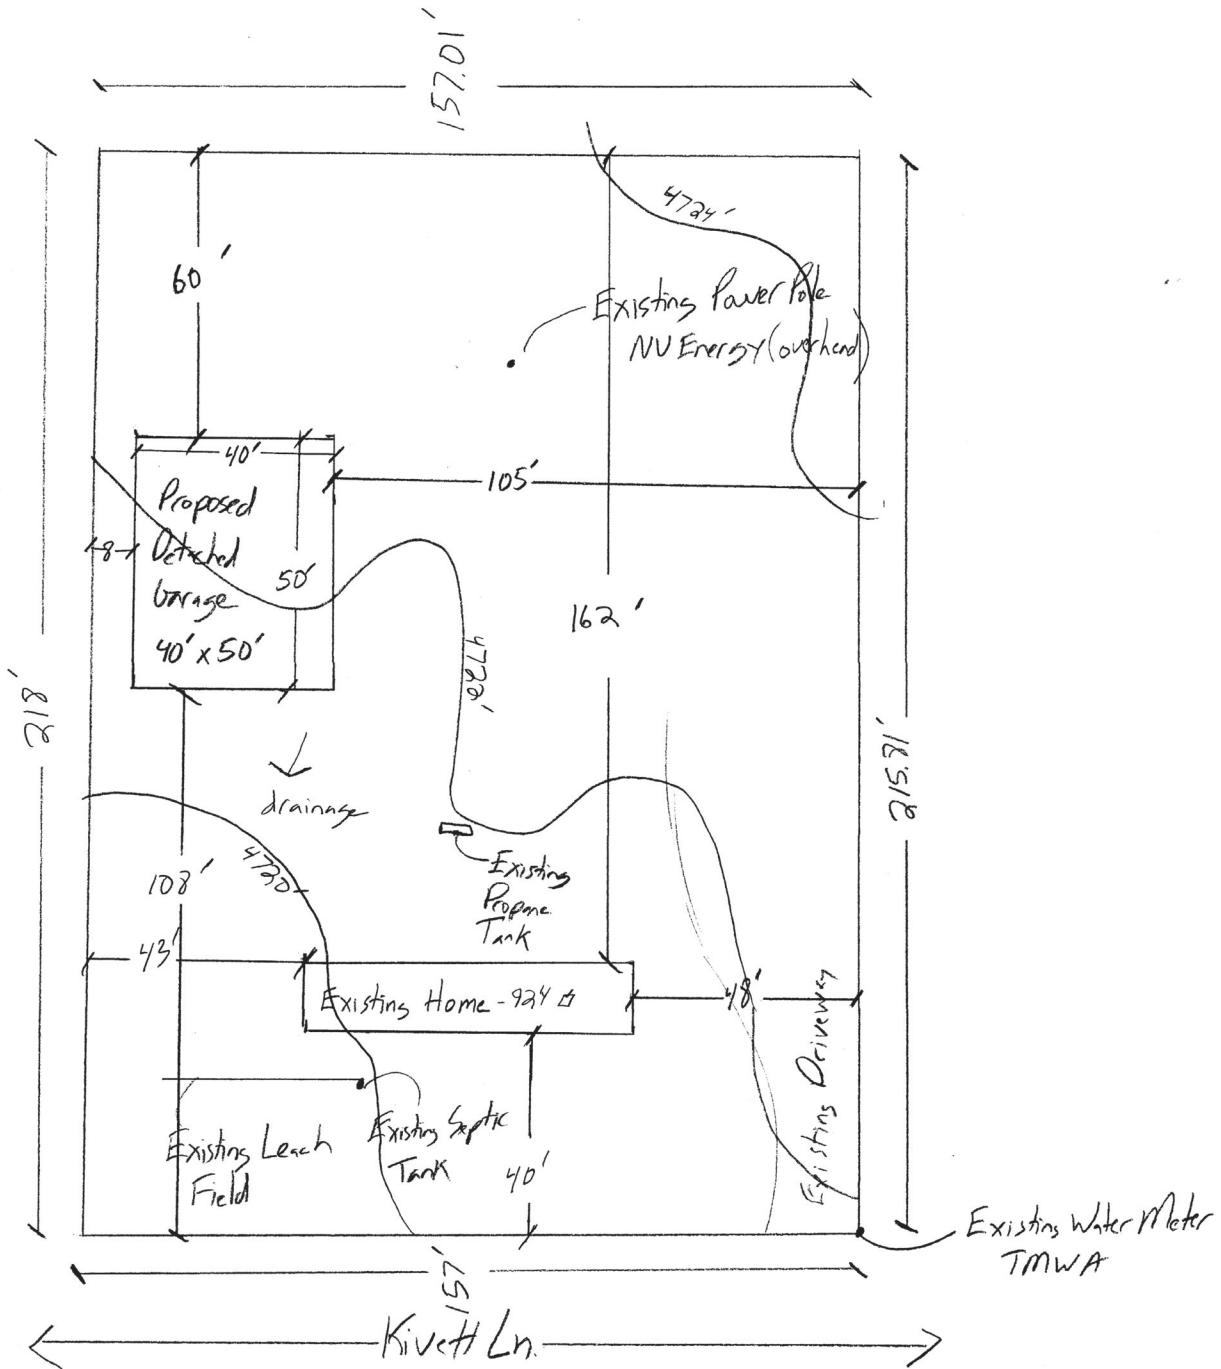 157.01'
4724'
60'
Existing Power Pole
NV Energy (overhead)
40'
105'
Proposed
Detached
Garage
40' x 50'
8
50'
162'
4722'
218'
215.81'
drainage
4720
108'
Existing
Propane
Tank
43'
Existing Home - 924
48'
Existing Driveway
Existing Leach
Field
Existing Septic
Tank
40'
Existing Water Meter
TMWA
157'
Kivett Ln.